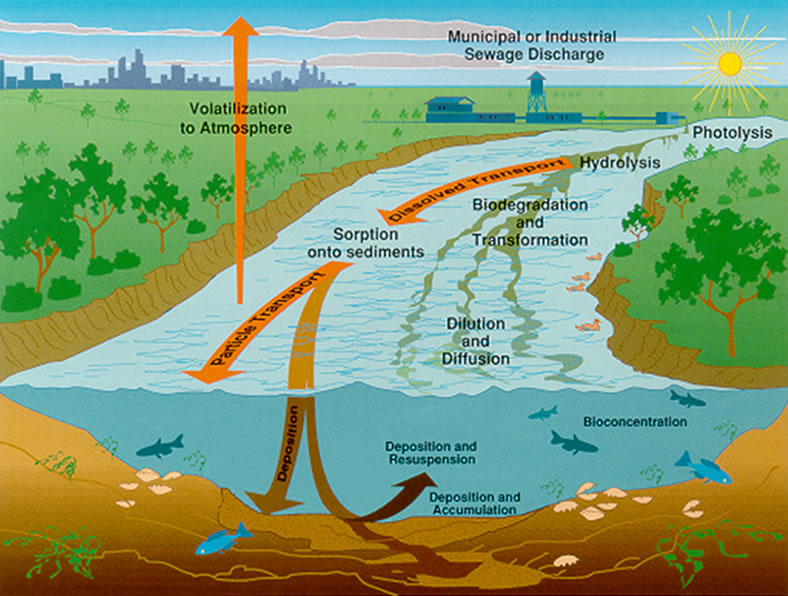 Municipal or Industrial
Sewage Discharge
Volatilization
to Atmosphere
Photolysis
Hydrolysis
Dissolved Transport
Biodegradation
and
Transformation
Sorption
onto sediments
Particle Transport
Dilution
and
Diffusion
Bioconcentration
Deposition
Deposition and
Resuspension
Deposition and
Accumulation